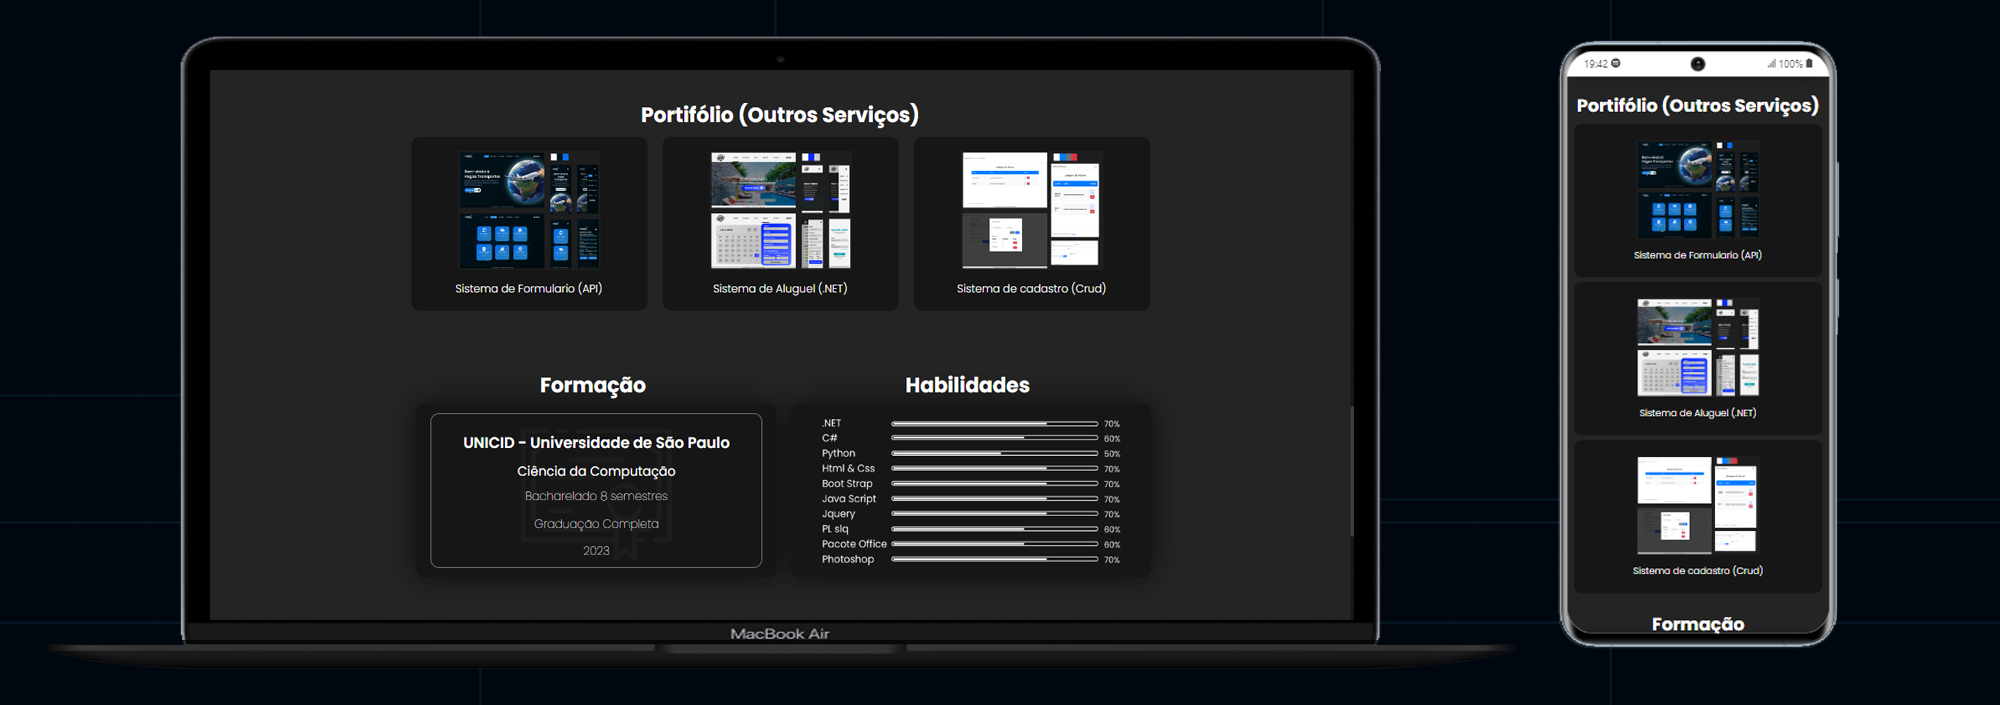 Portifólio (Outros Serviços)
Bem-vindo à
Vegas Transportes
Sistema de Formulario (API)
Sistema de Aluguel (.NET)
Sistema de cadastro (Crud)
Formação
UNICID - Universidade de São Paulo
Ciência da Computação
Bacharelado 8 semestres
Graduação Completa
2023
Habilidades
.NET 70%
C# 60%
Python 50%
Html & Css 70%
Boot Strap 70%
Java Script 70%
Jquery 70%
PL slq 60%
Pacote Office 60%
Photoshop 70%
MacBook Air
19:42 100%
Portifólio (Outros Serviços)
Sistema de Formulario (API)
Sistema de Aluguel (.NET)
Sistema de cadastro (Crud)
Formação